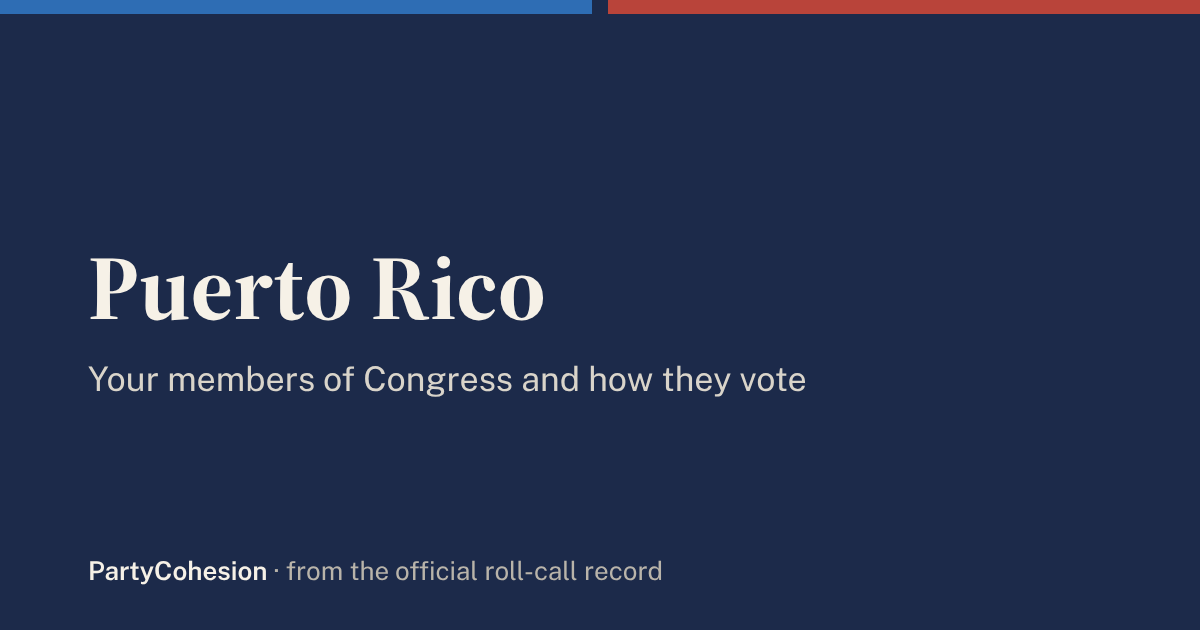 Puerto Rico
Your members of Congress and how they vote
PartyCohesion · from the official roll-call record